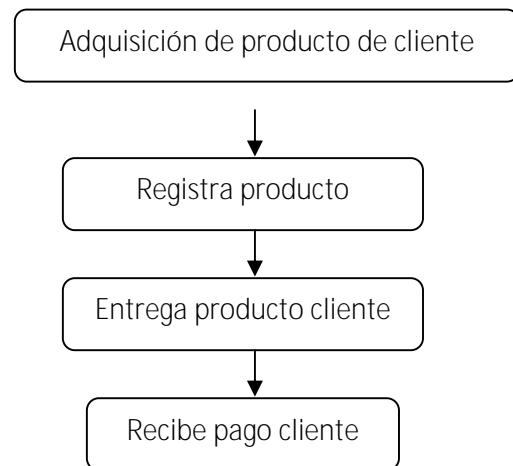 Adquisición de producto de cliente
Registra producto
Entrega producto cliente
Recibe pago cliente